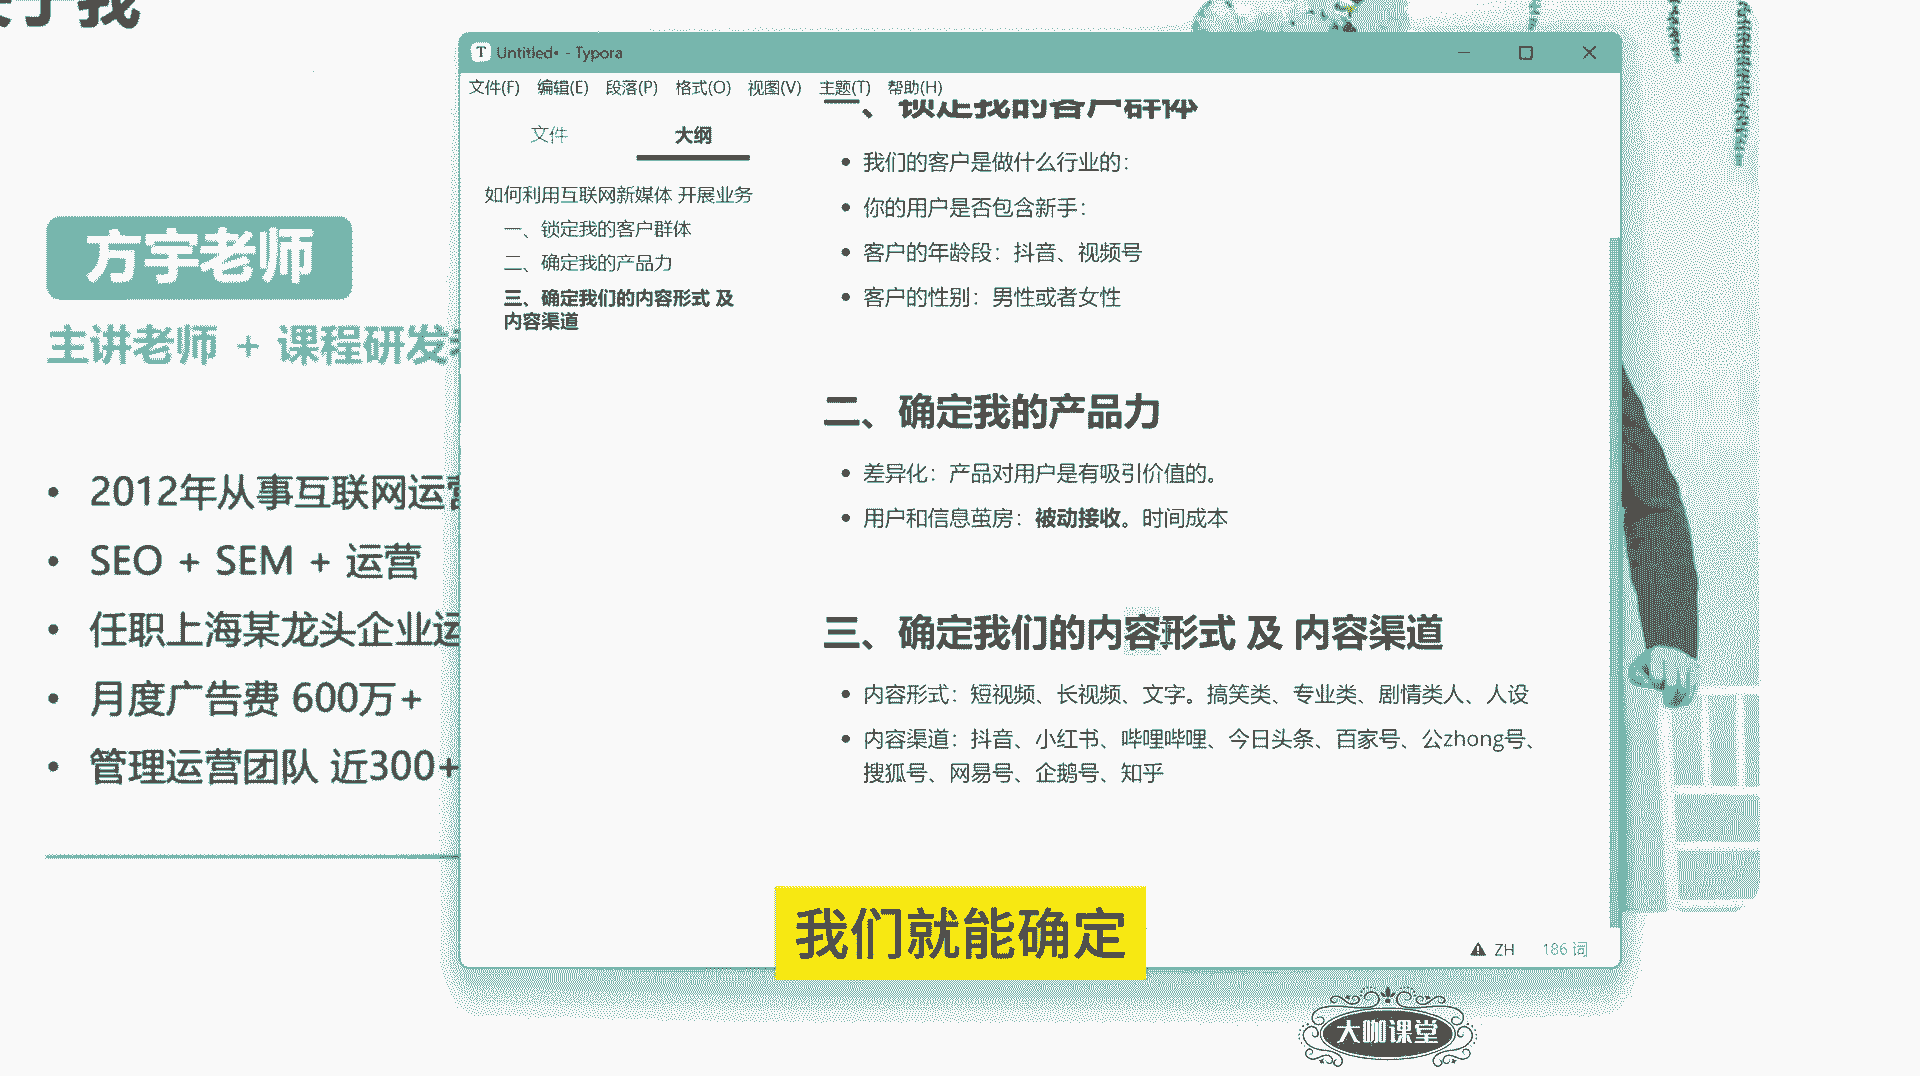 于我
方宇老师
主讲老师 + 课程研发
2012年从事互联网运营
SEO + SEM + 运营
任职上海某龙头企业运
月度广告费 600万+
管理运营团队 近300+
Untitled• - Typora
文件(F) 编辑(E) 段落(P) 格式(O) 视图(V) 主题(T) 帮助(H)
文件 大纲
如何利用互联网新媒体 开展业务
一、锁定我的客户群体
二、确定我的产品力
三、确定我们的内容形式 及
内容渠道
一、锁定我的客户群体
我们的客户是做什么行业的：
你的用户是否包含新手：
客户的年龄段：抖音、视频号
客户的性别：男性或者女性
二、确定我的产品力
差异化：产品对用户是有吸引价值的。
用户和信息茧房：被动接收。时间成本
三、确定我们的内容形式 及 内容渠道
内容形式：短视频、长视频、文字。搞笑类、专业类、剧情类人、人设
内容渠道：抖音、小红书、哔哩哔哩、今日头条、百家号、公zhong号、
搜狐号、网易号、企鹅号、知乎
ZH 186 词
我们就能确定
大咖课堂